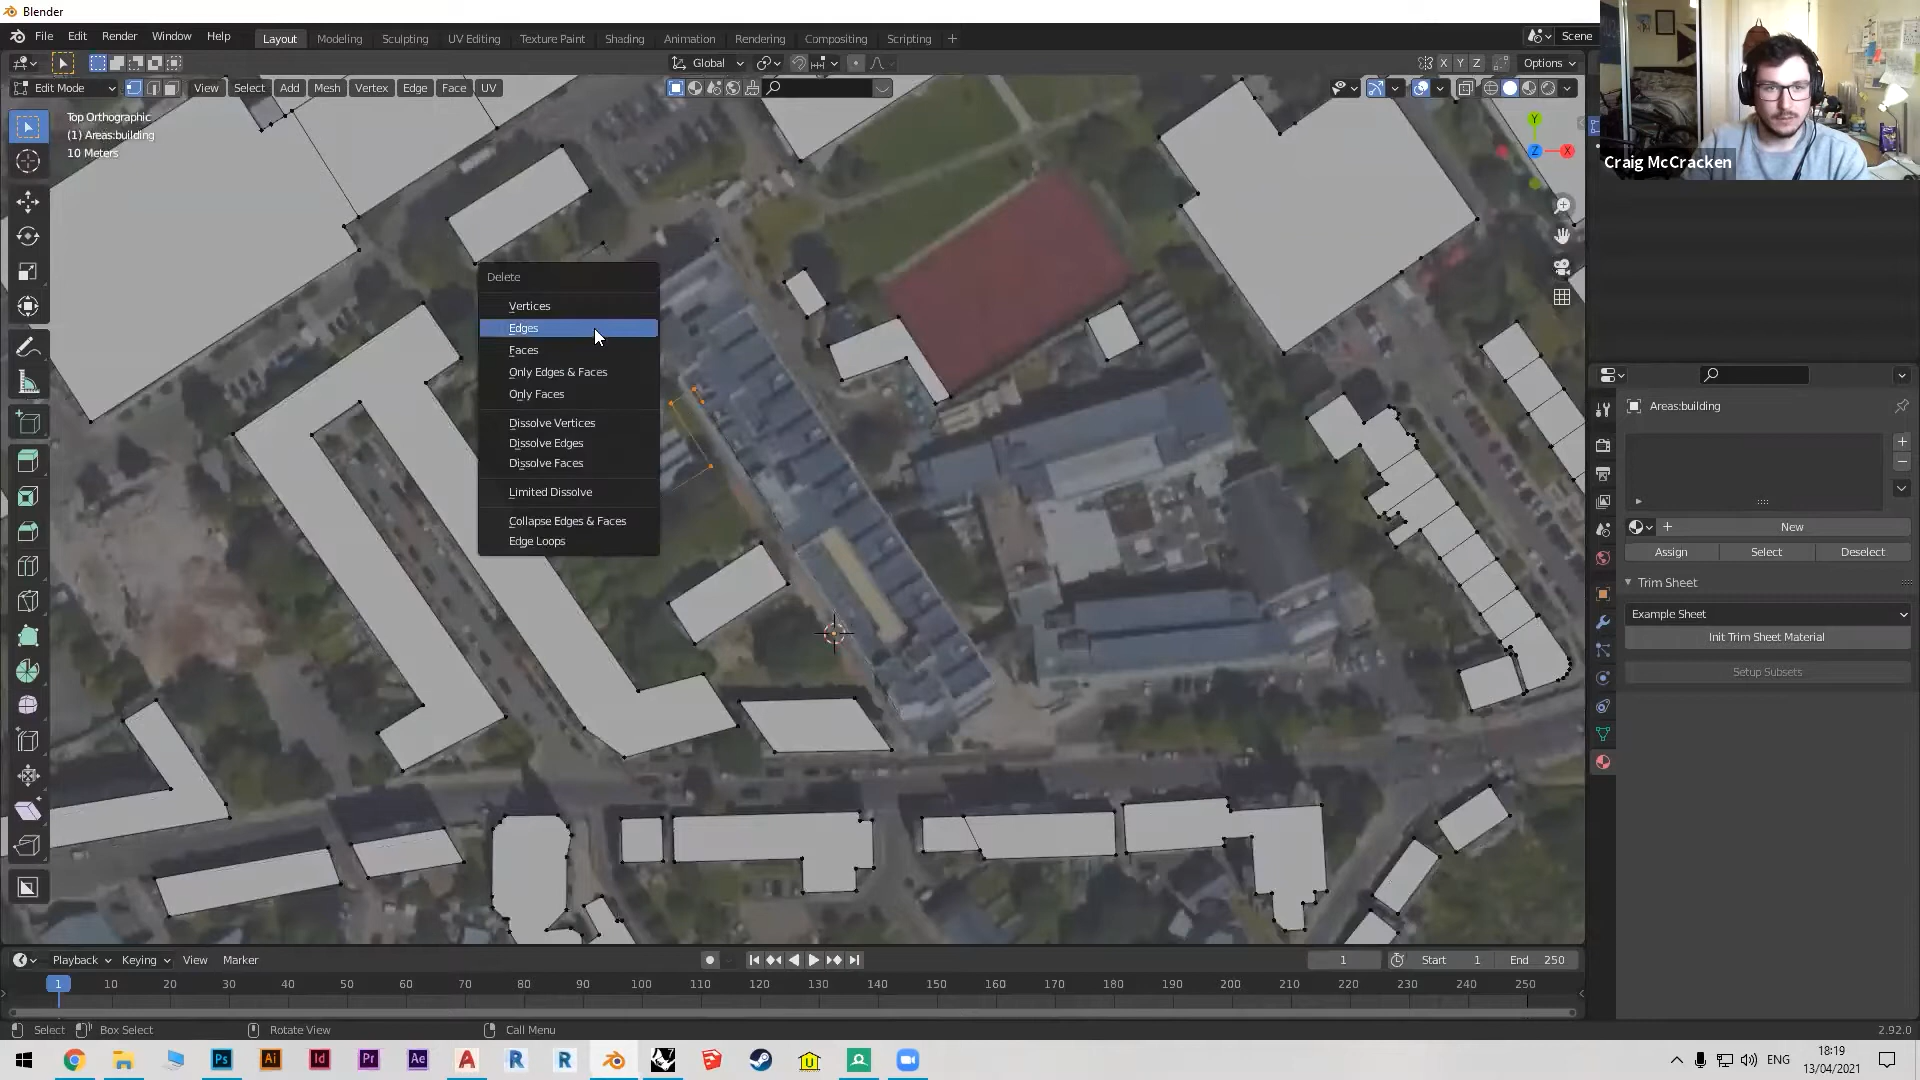 Blender
File Edit Render Window Help
Layout Modeling Sculpting UV Editing Texture Paint Shading Animation Rendering Compositing Scripting +
Scene
Global
X Y Z
Options
Edit Mode View Select Add Mesh Vertex Edge Face UV
Top Orthographic
(1) Areas:building
10 Meters
Y
Z
X
Craig McCracken
Delete
Vertices
Edges
Faces
Only Edges & Faces
Only Faces
Dissolve Vertices
Dissolve Edges
Dissolve Faces
Limited Dissolve
Collapse Edges & Faces
Edge Loops
Areas:building
New
Assign Select Deselect
Trim Sheet
Example Sheet
Init Trim Sheet Material
Setup Subsets
Playback Keying View Marker
1 Start 1 End 250
1 10 20 30 40 50 60 70 80 90 100 110 120 130 140 150 160 170 180 190 200 210 220 230 240 250
Select Box Select Rotate View Call Menu
2.92.0
Ps Ai Id Pr Ae A R R
ENG
18:19
13/04/2021